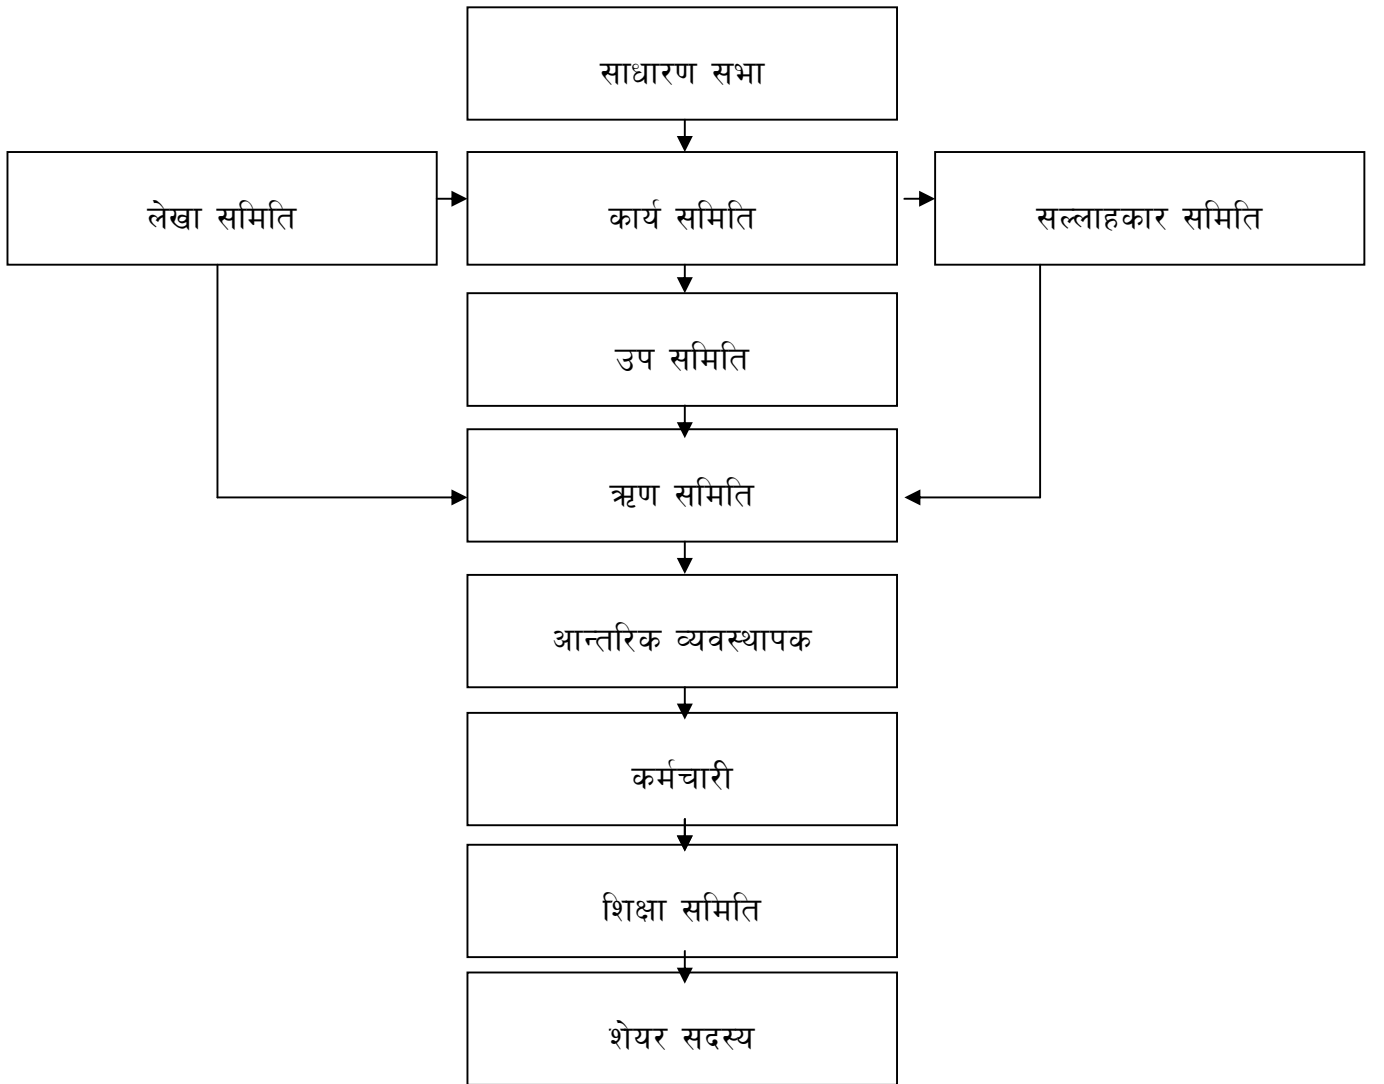 साधारण सभा
लेखा समिति
कार्य समिति
सल्लाहकार समिति
उप समिति
ऋण समिति
आन्तरिक व्यवस्थापक
कर्मचारी
शिक्षा समिति
शेयर सदस्य